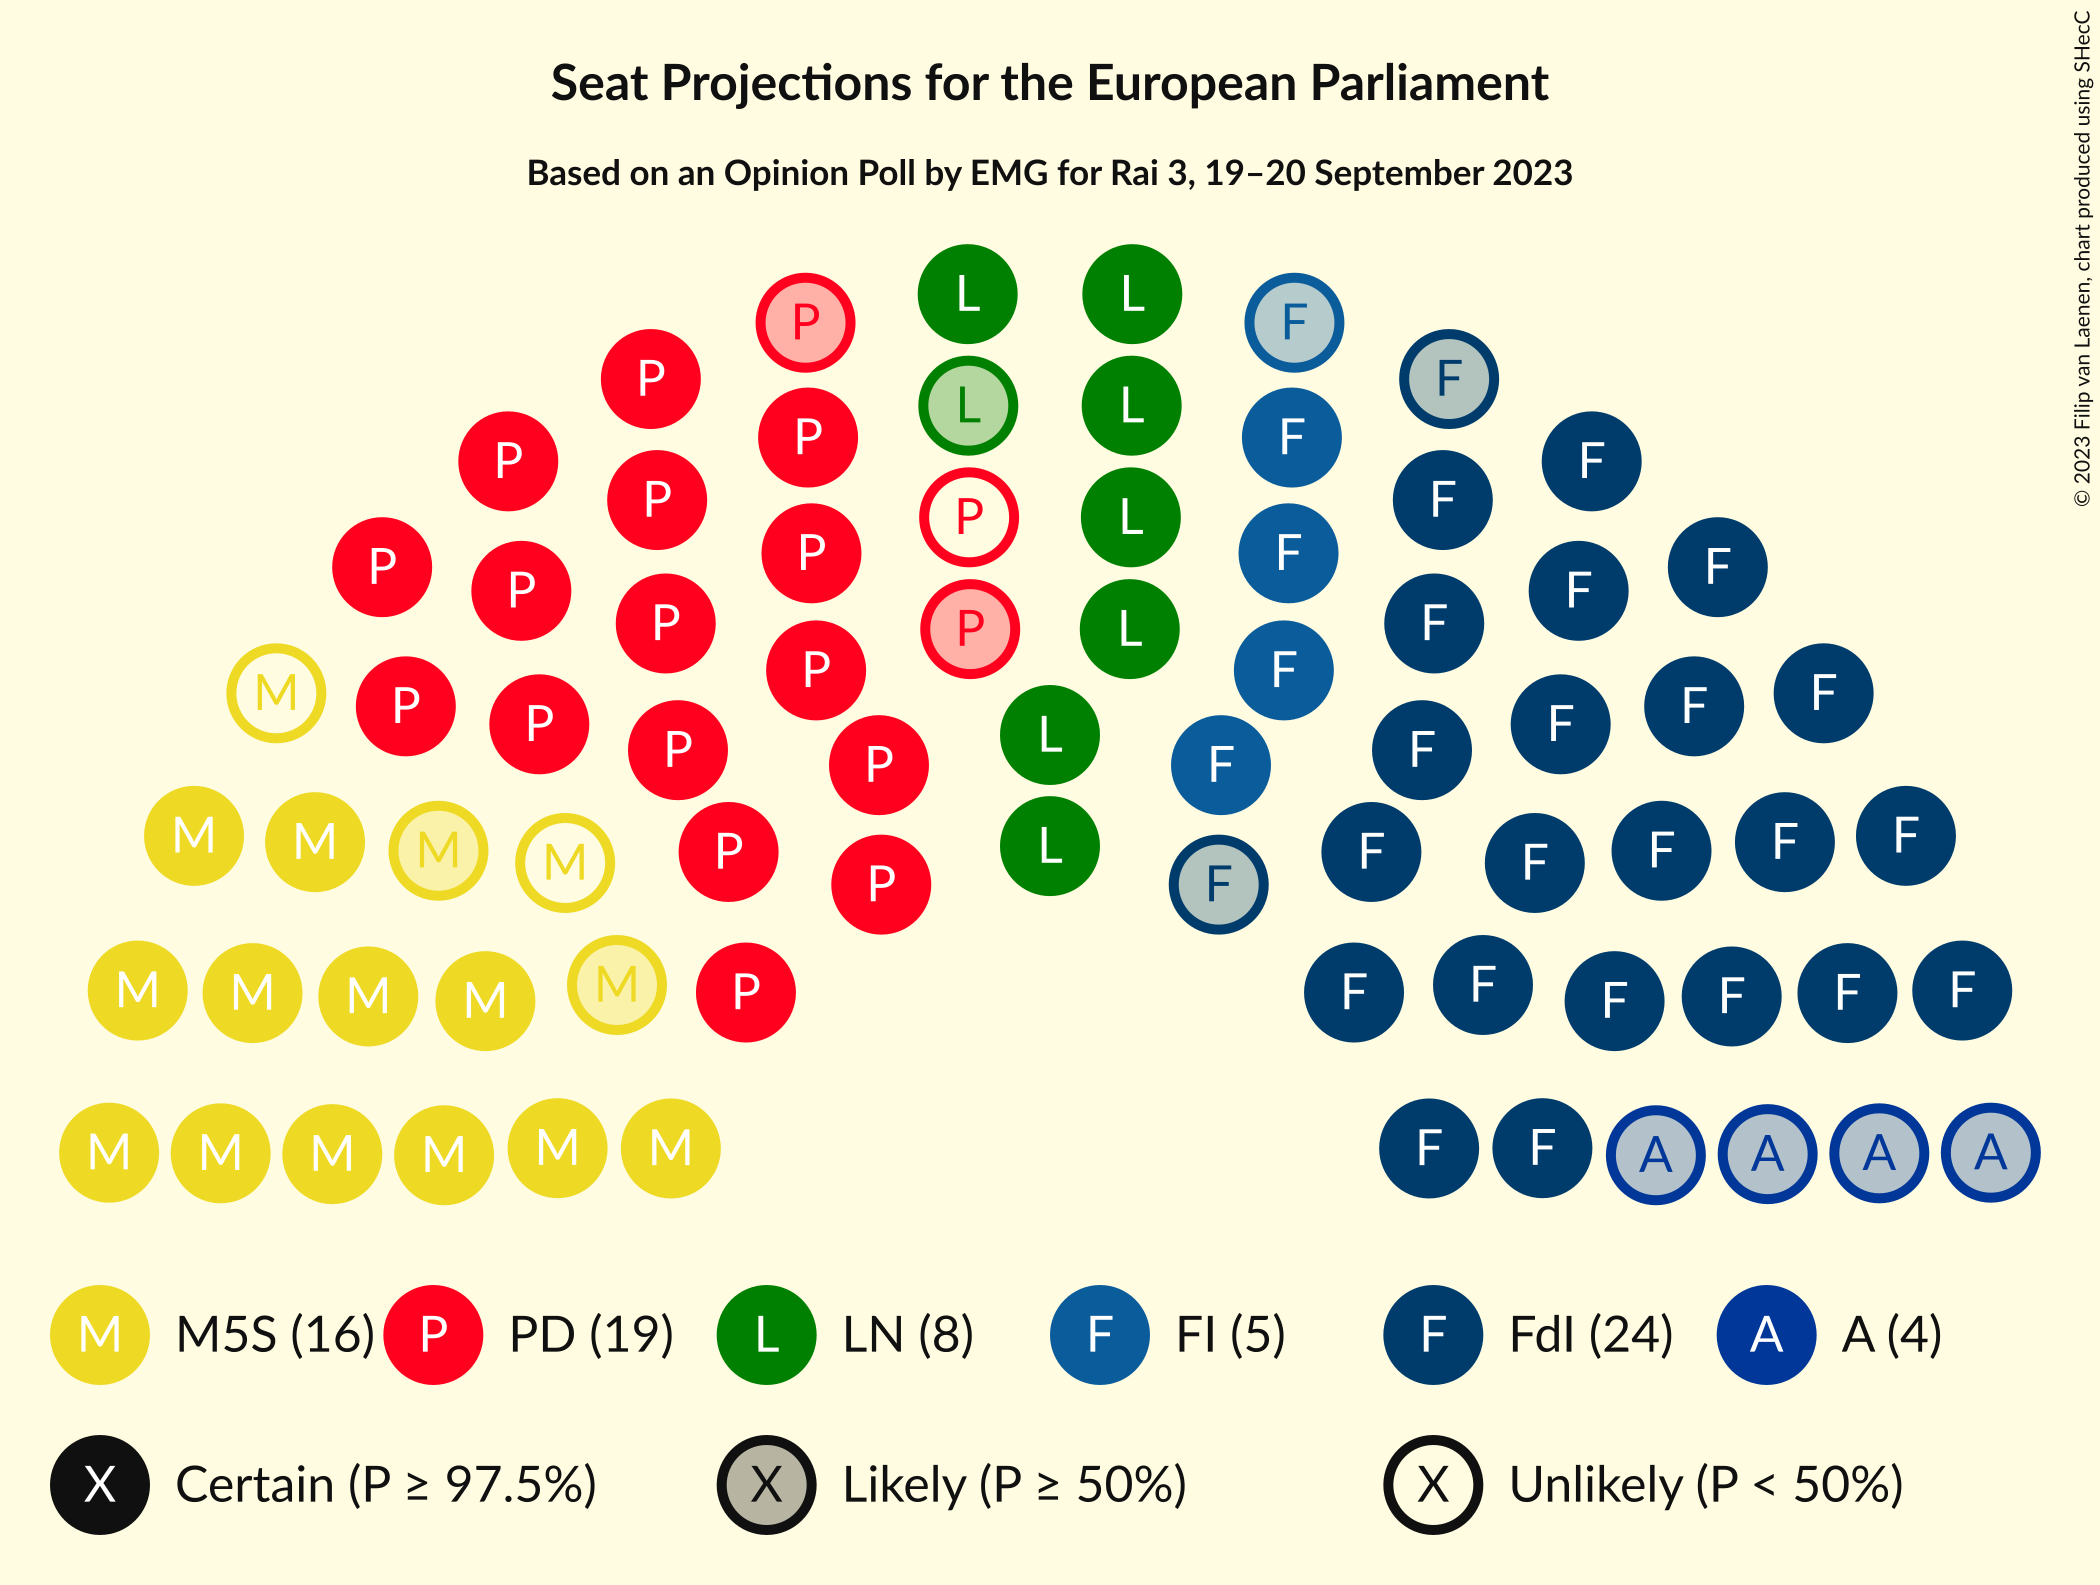 Seat Projections for the European Parliament
Based on an Opinion Poll by EMG for Rai 3, 19–20 September 2023
© 2023 Filip van Laenen, chart produced using SHecC
L L
P F
P F
L L
P F
P F
P L
P F
P F
P F
P F
P L
P F
P F
M F
P F
P F
P L F
P F
M F
M F
M P F F
M L F
P F
M F
M F
M F
M P F F
M F
M F
M M M M F F
M M M M M M F F A A A A
M M5S (16) P PD (19) L LN (8) F FI (5) F FdI (24) A A (4)
X Certain (P ≥ 97.5%) X Likely (P ≥ 50%) X Unlikely (P < 50%)